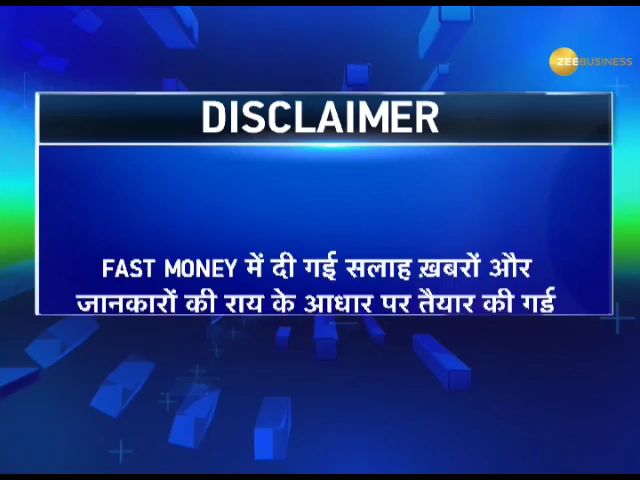 ZEEBUSINESS
DISCLAIMER
FAST MONEY में दी गई सलाह ख़बरों और
जानकारों की राय के आधार पर तैयार की गई